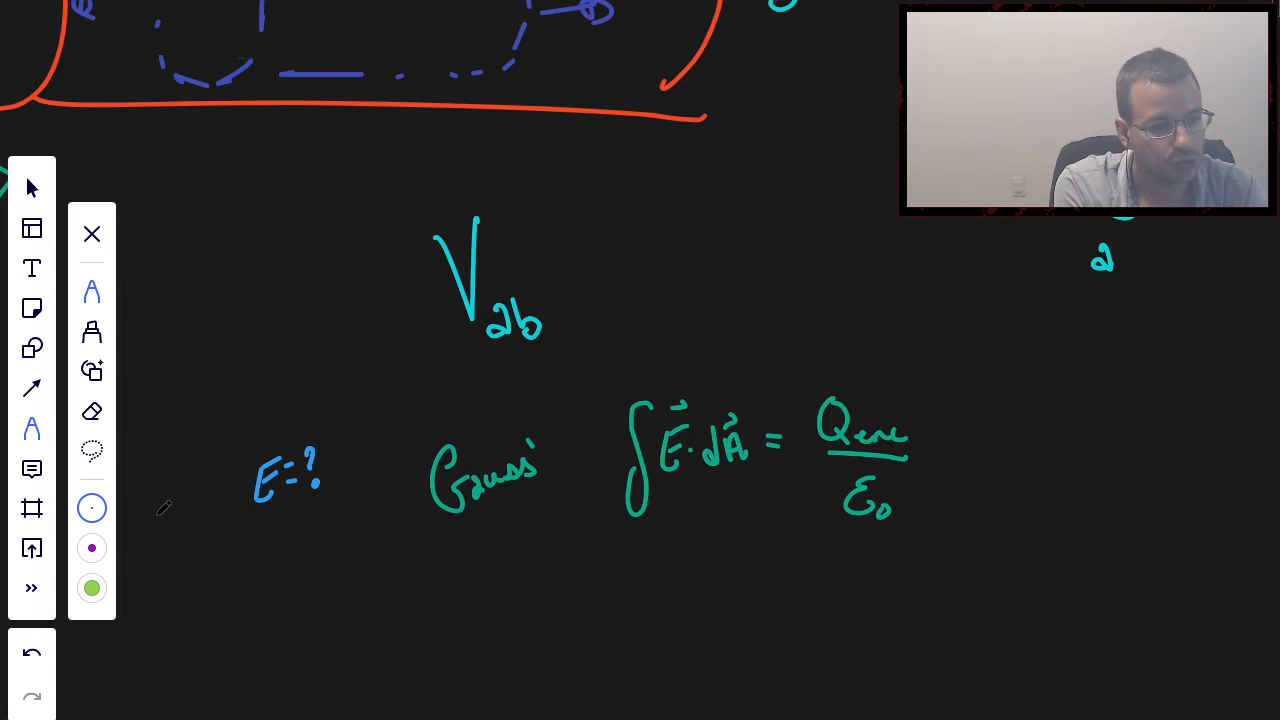 V_ab
a
E=?
Gauss'
∫E⃗·dA⃗ = Q_enc / ε₀
T